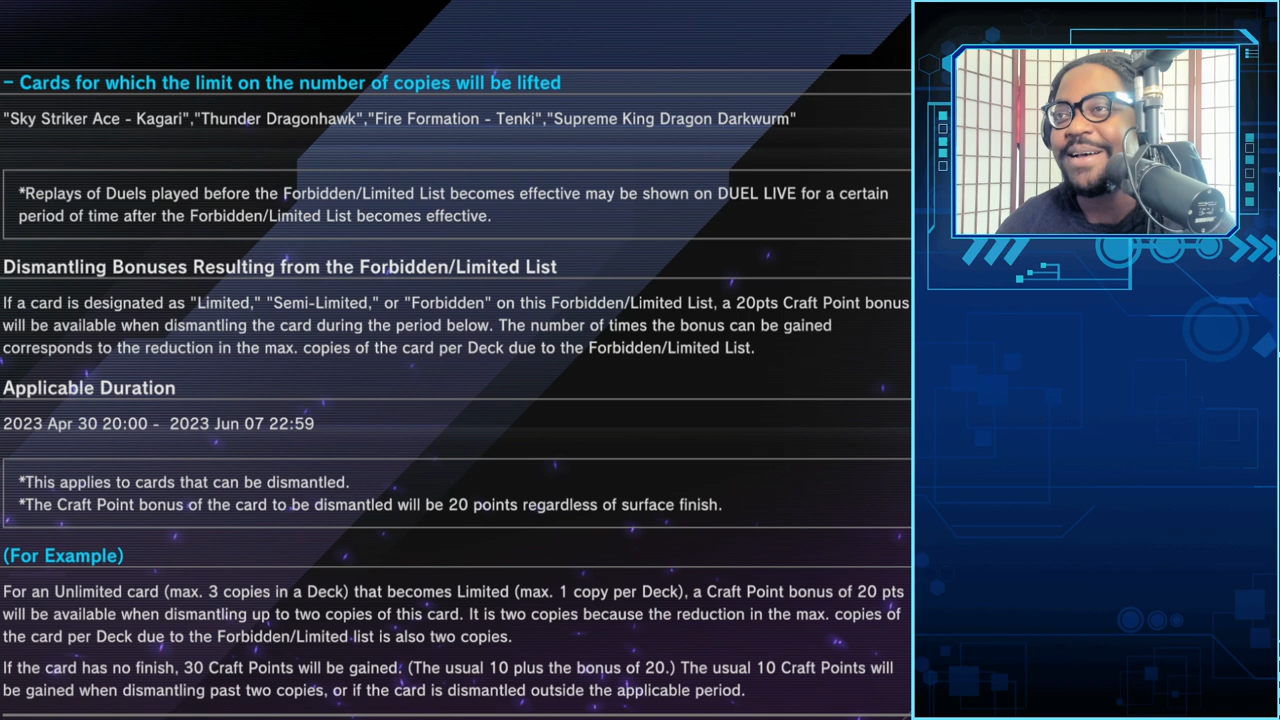 – Cards for which the limit on the number of copies will be lifted
"Sky Striker Ace - Kagari","Thunder Dragonhawk","Fire Formation - Tenki","Supreme King Dragon Darkwurm"
*Replays of Duels played before the Forbidden/Limited List becomes effective may be shown on DUEL LIVE for a certain
period of time after the Forbidden/Limited List becomes effective.
Dismantling Bonuses Resulting from the Forbidden/Limited List
If a card is designated as "Limited," "Semi-Limited," or "Forbidden" on this Forbidden/Limited List, a 20pts Craft Point bonus
will be available when dismantling the card during the period below. The number of times the bonus can be gained
corresponds to the reduction in the max. copies of the card per Deck due to the Forbidden/Limited List.
Applicable Duration
2023 Apr 30 20:00 - 2023 Jun 07 22:59
*This applies to cards that can be dismantled.
*The Craft Point bonus of the card to be dismantled will be 20 points regardless of surface finish.
(For Example)
For an Unlimited card (max. 3 copies in a Deck) that becomes Limited (max. 1 copy per Deck), a Craft Point bonus of 20 pts
will be available when dismantling up to two copies of this card. It is two copies because the reduction in the max. copies of
the card per Deck due to the Forbidden/Limited list is also two copies.
If the card has no finish, 30 Craft Points will be gained. (The usual 10 plus the bonus of 20.) The usual 10 Craft Points will
be gained when dismantling past two copies, or if the card is dismantled outside the applicable period.